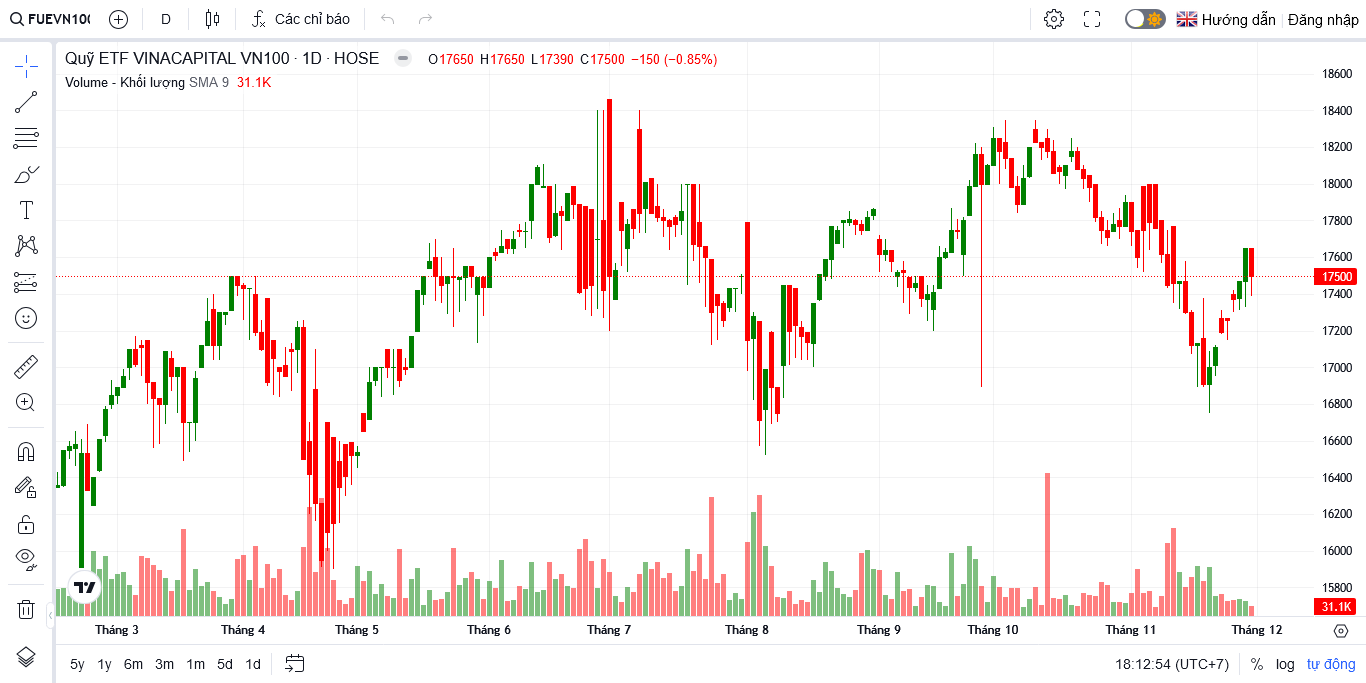 FUEVN100 D Các chỉ báo Hướng dẫn Đăng nhập
Quỹ ETF VINACAPITAL VN100 · 1D · HOSE O17650 H17650 L17390 C17500 −150 (−0.85%)
Volume - Khối lượng SMA 9 31.1K
18600
18400
18200
18000
17800
17600
17500
17400
17200
17000
16800
16600
16400
16200
16000
15800
31.1K
Tháng 3 Tháng 4 Tháng 5 Tháng 6 Tháng 7 Tháng 8 Tháng 9 Tháng 10 Tháng 11 Tháng 12
5y 1y 6m 3m 1m 5d 1d 18:12:54 (UTC+7) % log tự động